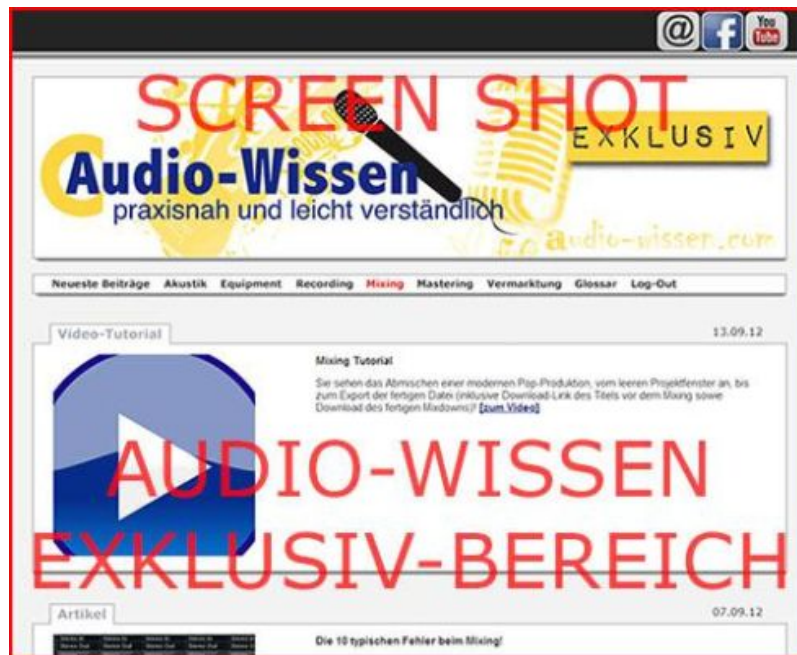 @ f You Tube
SCREEN SHOT
EXKLUSIV
Audio-Wissen
praxisnah und leicht verständlich
audio-wissen.com
Neueste Beiträge Akustik Equipment Recording Mixing Mastering Vermarktung Glossar Log-Out
Video-Tutorial 13.09.12
Mixing Tutorial
Sie sehen das Abmischen einer modernen Pop-Produktion, vom leeren Projektfenster an, bis
zum Export der fertigen Datei (inklusive Download-Link des Titels vor dem Mixing sowie
Download des fertigen Mixdowns)! [zum Video]
AUDIO-WISSEN
EXKLUSIV-BEREICH
Artikel 07.09.12
Die 10 typischen Fehler beim Mixing!